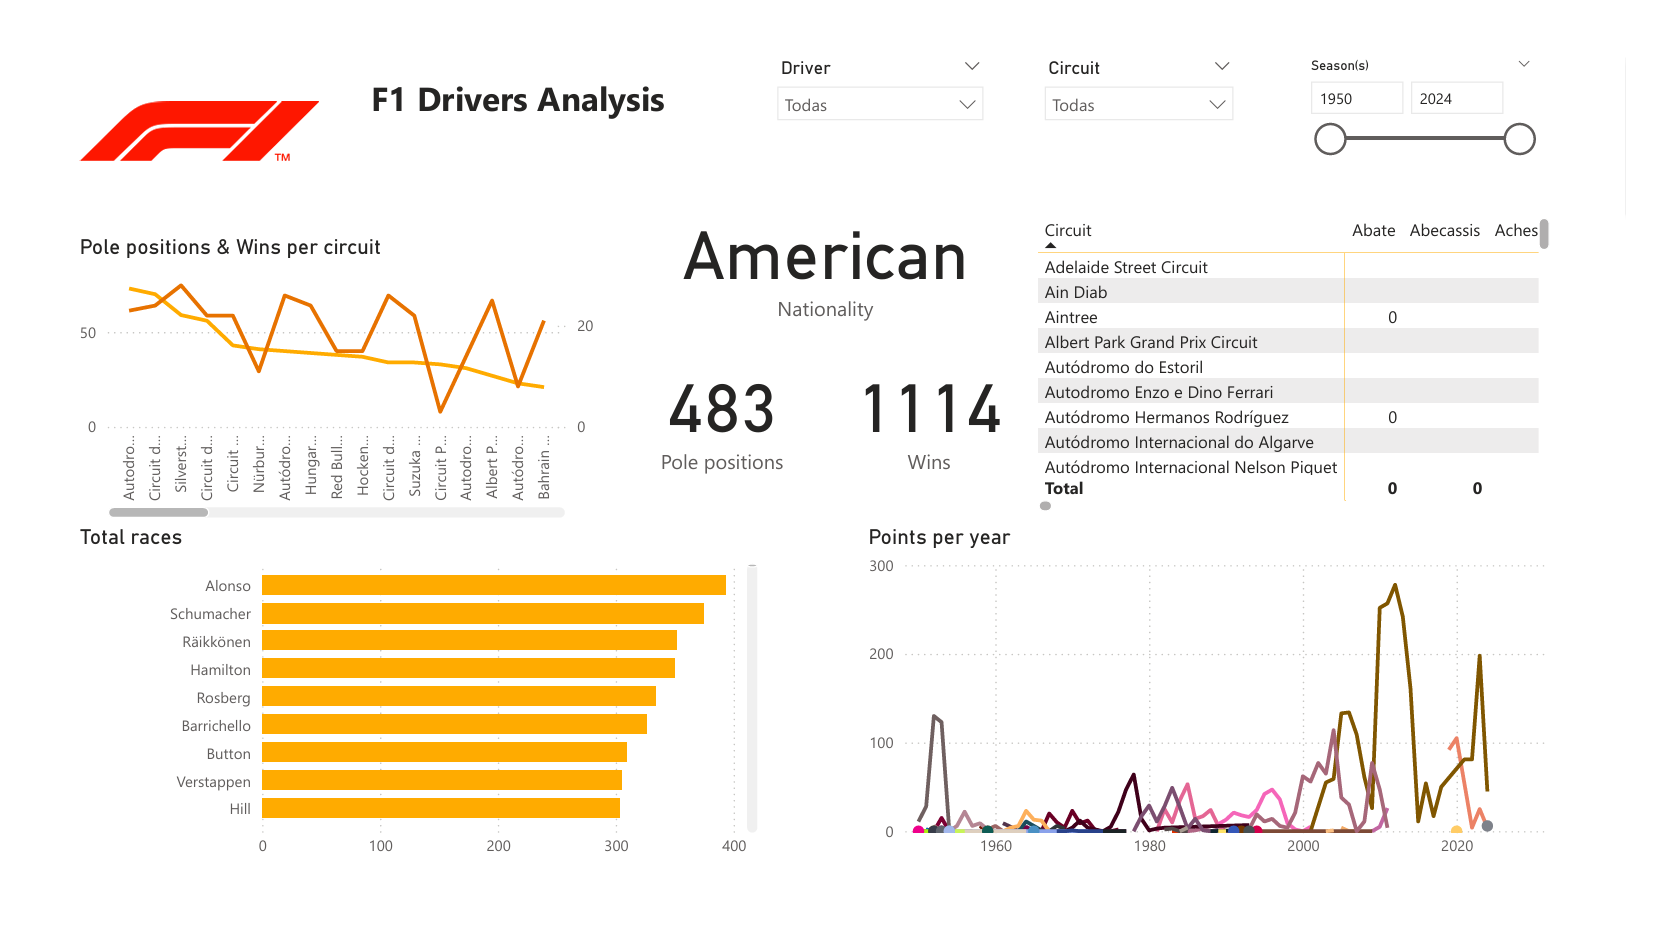 F1 Drivers Analysis
TM
Driver
Todas
Circuit
Todas
Season(s)
1950 2024
Pole positions & Wins per circuit
50
0
20
0
Autodro...
Circuit d...
Silverst...
Circuit d...
Circuit ...
Nürbur...
Autódro...
Hungar...
Red Bull...
Hocken...
Circuit d...
Suzuka ...
Circuit P...
Autodro...
Albert P...
Autódro...
Bahrain ...
American
Nationality
483
Pole positions
1114
Wins
Circuit Abate Abecassis Aches
Adelaide Street Circuit
Ain Diab
Aintree 0
Albert Park Grand Prix Circuit
Autódromo do Estoril
Autodromo Enzo e Dino Ferrari
Autódromo Hermanos Rodríguez 0
Autódromo Internacional do Algarve
Autódromo Internacional Nelson Piquet
Total 0 0
Total races
Alonso
Schumacher
Räikkönen
Hamilton
Rosberg
Barrichello
Button
Verstappen
Hill
0 100 200 300 400
Points per year
300
200
100
0
1960 1980 2000 2020